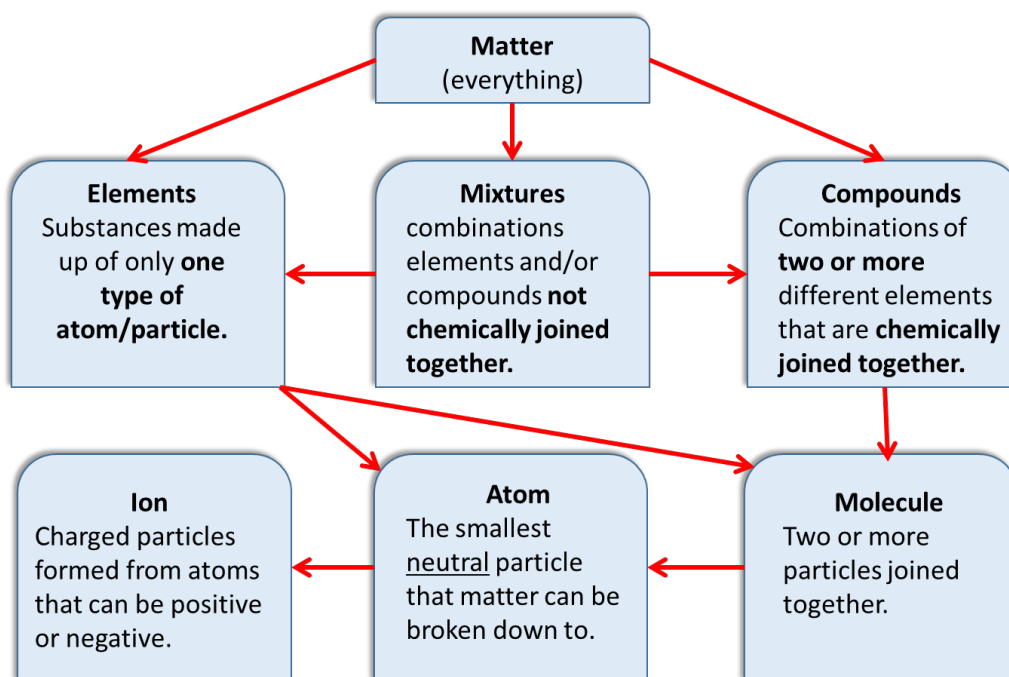 Matter
(everything)
Elements
Substances made
up of only one
type of
atom/particle.
Mixtures
combinations
elements and/or
compounds not
chemically joined
together.
Compounds
Combinations of
two or more
different elements
that are chemically
joined together.
Ion
Charged particles
formed from atoms
that can be positive
or negative.
Atom
The smallest
neutral particle
that matter can be
broken down to.
Molecule
Two or more
particles joined
together.